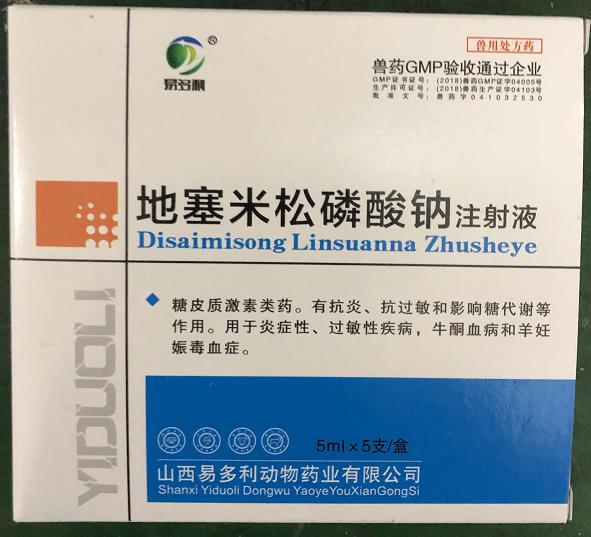 兽用处方药
®
易多利
兽药GMP验收通过企业
GMP证书证号:(2018)兽药GMP证字04005号
生产许可证号:(2018)兽药生产证字04103号
批准文号:兽药字041032530
地塞米松磷酸钠注射液
Disaimisong Linsuanna Zhusheye
糖皮质激素类药。有抗炎、抗过敏和影响糖代谢等
作用。用于炎症性、过敏性疾病,牛酮血病和羊妊
娠毒血症。
YIDUOLI
5ml×5支/盒
山西易多利动物药业有限公司
Shanxi Yiduoli Dongwu YaoyeYouXianGongSi